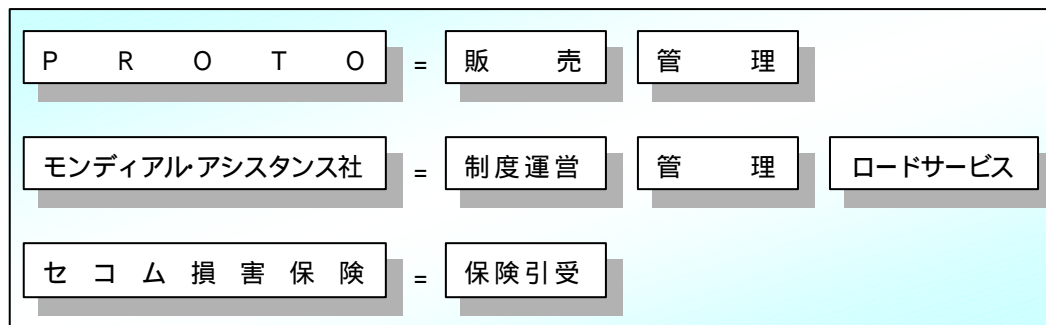 PROTO = 販売 管理
モンディアル・アシスタンス社 = 制度運営 管理 ロードサービス
セコム損害保険 = 保険引受